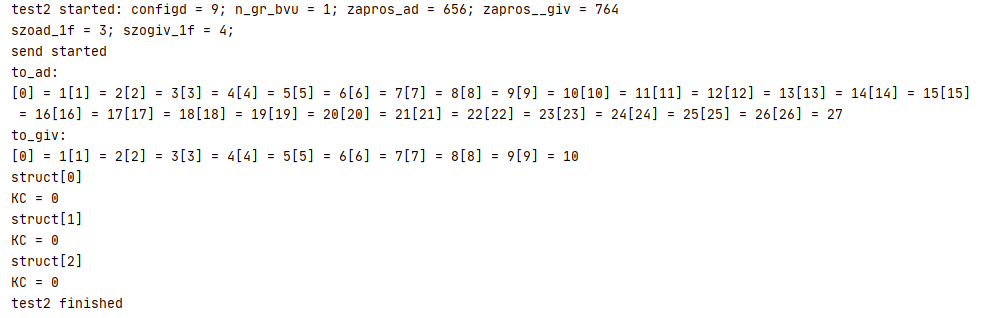 test2 started: configd = 9; n_gr_bvu = 1; zapros_ad = 656; zapros__giv = 764
szoad_1f = 3; szogiv_1f = 4;
send started
to_ad:
[0] = 1[1] = 2[2] = 3[3] = 4[4] = 5[5] = 6[6] = 7[7] = 8[8] = 9[9] = 10[10] = 11[11] = 12[12] = 13[13] = 14[14] = 15[15]
= 16[16] = 17[17] = 18[18] = 19[19] = 20[20] = 21[21] = 22[22] = 23[23] = 24[24] = 25[25] = 26[26] = 27
to_giv:
[0] = 1[1] = 2[2] = 3[3] = 4[4] = 5[5] = 6[6] = 7[7] = 8[8] = 9[9] = 10
struct[0]
КС = 0
struct[1]
КС = 0
struct[2]
КС = 0
test2 finished